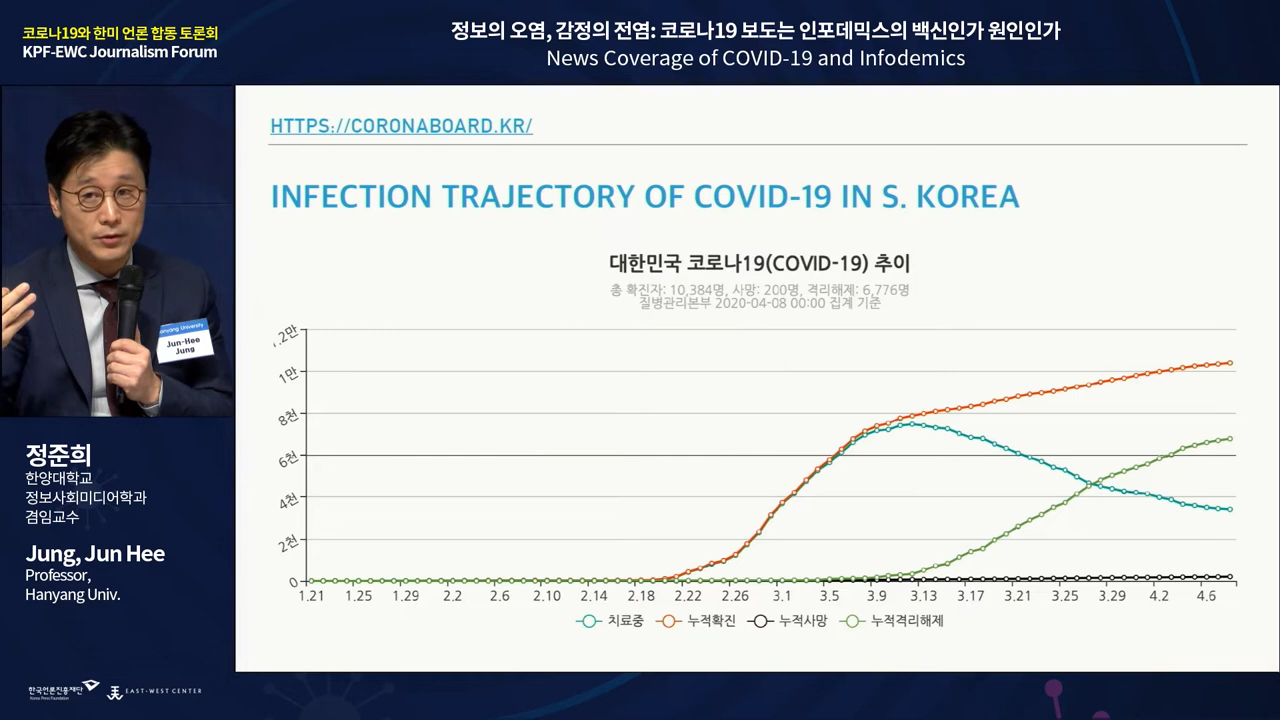 코로나19와 한미 언론 합동 토론회
KPF-EWC Journalism Forum
정보의 오염, 감정의 전염: 코로나19 보도는 인포데믹스의 백신인가 원인인가
News Coverage of COVID-19 and Infodemics
HTTPS://CORONABOARD.KR/
INFECTION TRAJECTORY OF COVID-19 IN S. KOREA
대한민국 코로나19(COVID-19) 추이
총 확진자: 10,384명, 사망: 200명, 격리해제: 6,776명
질병관리본부 2020-04-08 00:00 집계 기준
.2만
1만
8천
6천
4천
2천
0
1.21 1.25 1.29 2.2 2.6 2.10 2.14 2.18 2.22 2.26 3.1 3.5 3.9 3.13 3.17 3.21 3.25 3.29 4.2 4.6
치료중 누적확진 누적사망 누적격리해제
Hanyang University
Jun-Hee
Jung
정준희
한양대학교
정보사회미디어학과
겸임교수
Jung, Jun Hee
Professor,
Hanyang Univ.
한국언론진흥재단
Korea Press Foundation
EAST-WEST CENTER